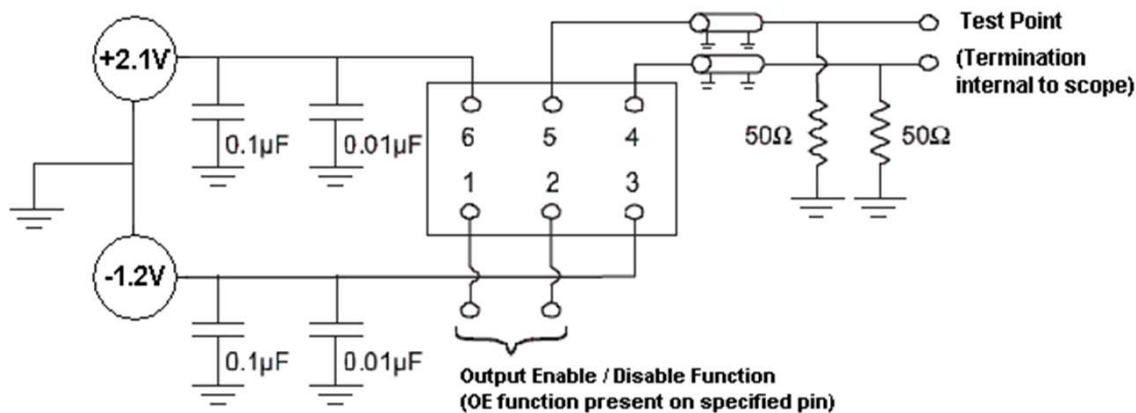 Test Point
+2.1V
(Termination
internal to scope)
0.1µF
0.01µF
6 5 4
50Ω
50Ω
1 2 3
-1.2V
0.1µF
0.01µF
Output Enable / Disable Function
(OE function present on specified pin)